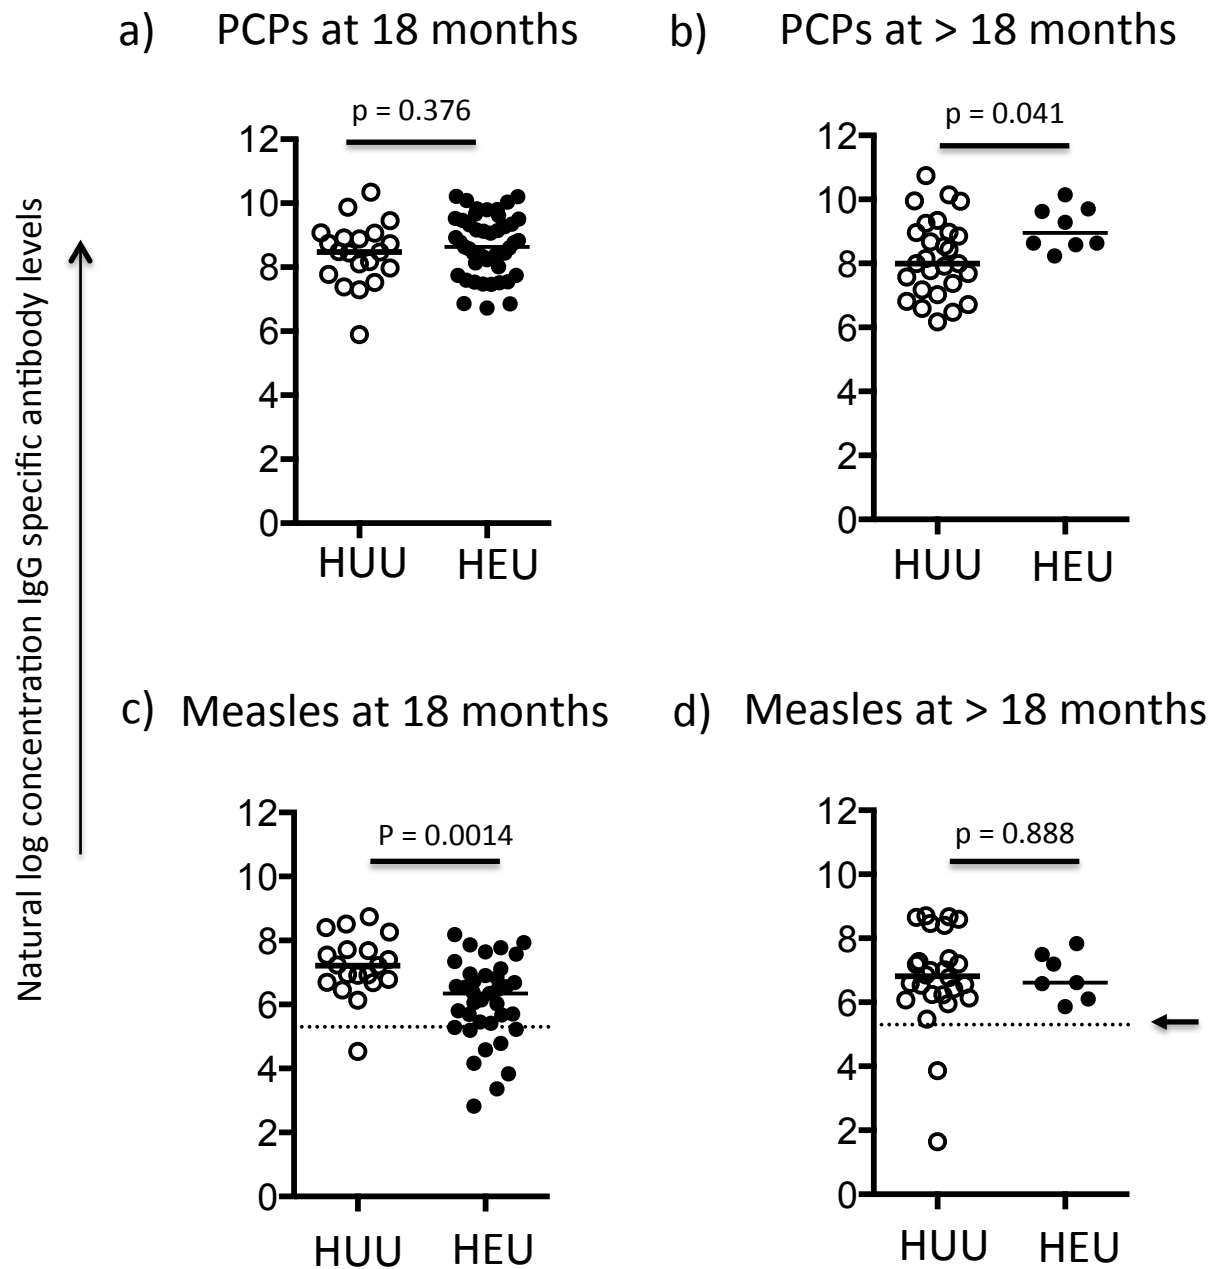 a) PCPs at 18 months
b) PCPs at > 18 months
p = 0.376
p = 0.041
12
10
8
6
4
2
0
HUU HEU
12
10
8
6
4
2
0
HUU HEU
Natural log concentration IgG specific antibody levels
c) Measles at 18 months
d) Measles at > 18 months
P = 0.0014
p = 0.888
12
10
8
6
4
2
0
HUU HEU
12
10
8
6
4
2
0
HUU HEU